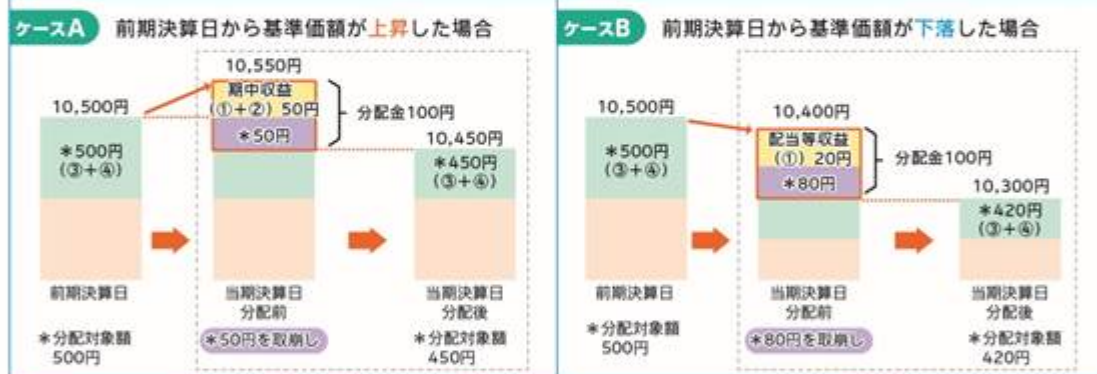 ケースA 前期決算日から基準価額が上昇した場合
10,550円
10,500円
期中収益
(①+②) 50円
*50円
分配金100円
10,450円
*500円
(③+④)
*450円
(③+④)
前期決算日
当期決算日
分配前
当期決算日
分配後
*分配対象額
500円
*50円を取崩し
*分配対象額
450円
ケースB 前期決算日から基準価額が下落した場合
10,500円
10,400円
配当等収益
(①) 20円
*80円
分配金100円
10,300円
*500円
(③+④)
*420円
(③+④)
前期決算日
当期決算日
分配前
当期決算日
分配後
*分配対象額
500円
*80円を取崩し
*分配対象額
420円